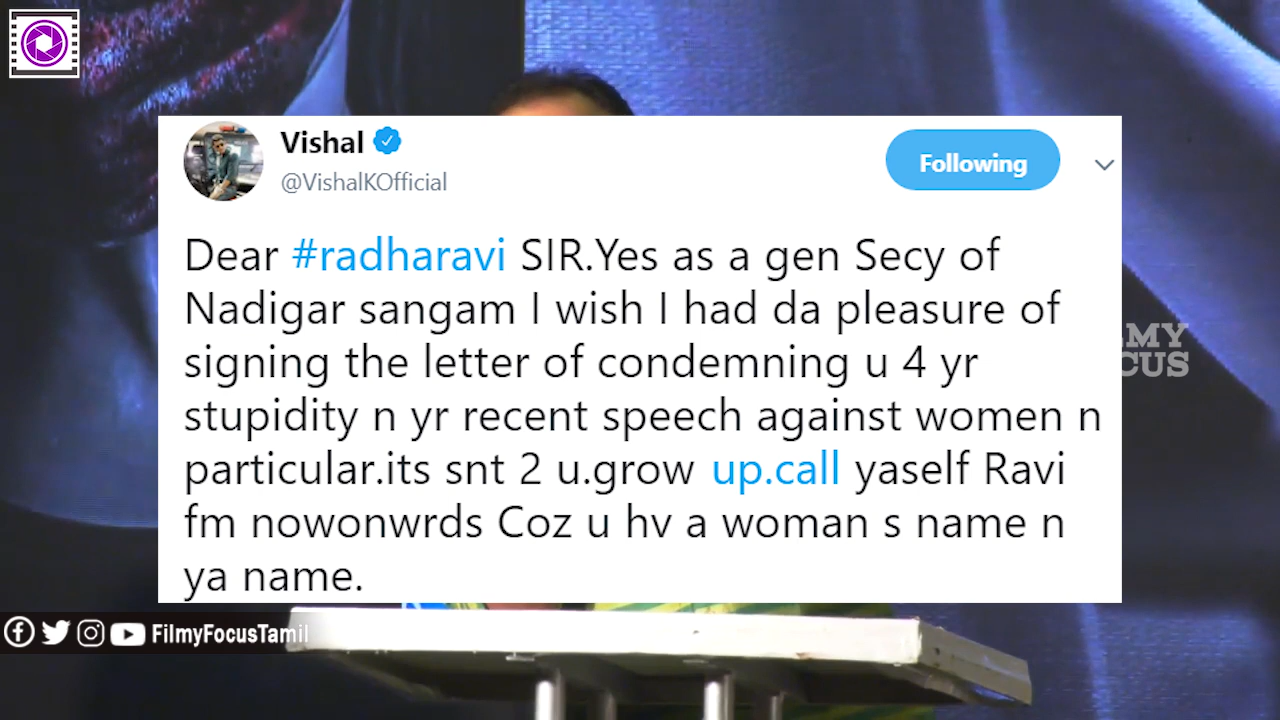 Vishal
@VishalKOfficial
Following
Dear #radharavi SIR.Yes as a gen Secy of
Nadigar sangam I wish I had da pleasure of
signing the letter of condemning u 4 yr
stupidity n yr recent speech against women n
particular.its snt 2 u.grow up.call yaself Ravi
fm nowonwrds Coz u hv a woman s name n
ya name.
MY
CUS
FilmyFocusTamil